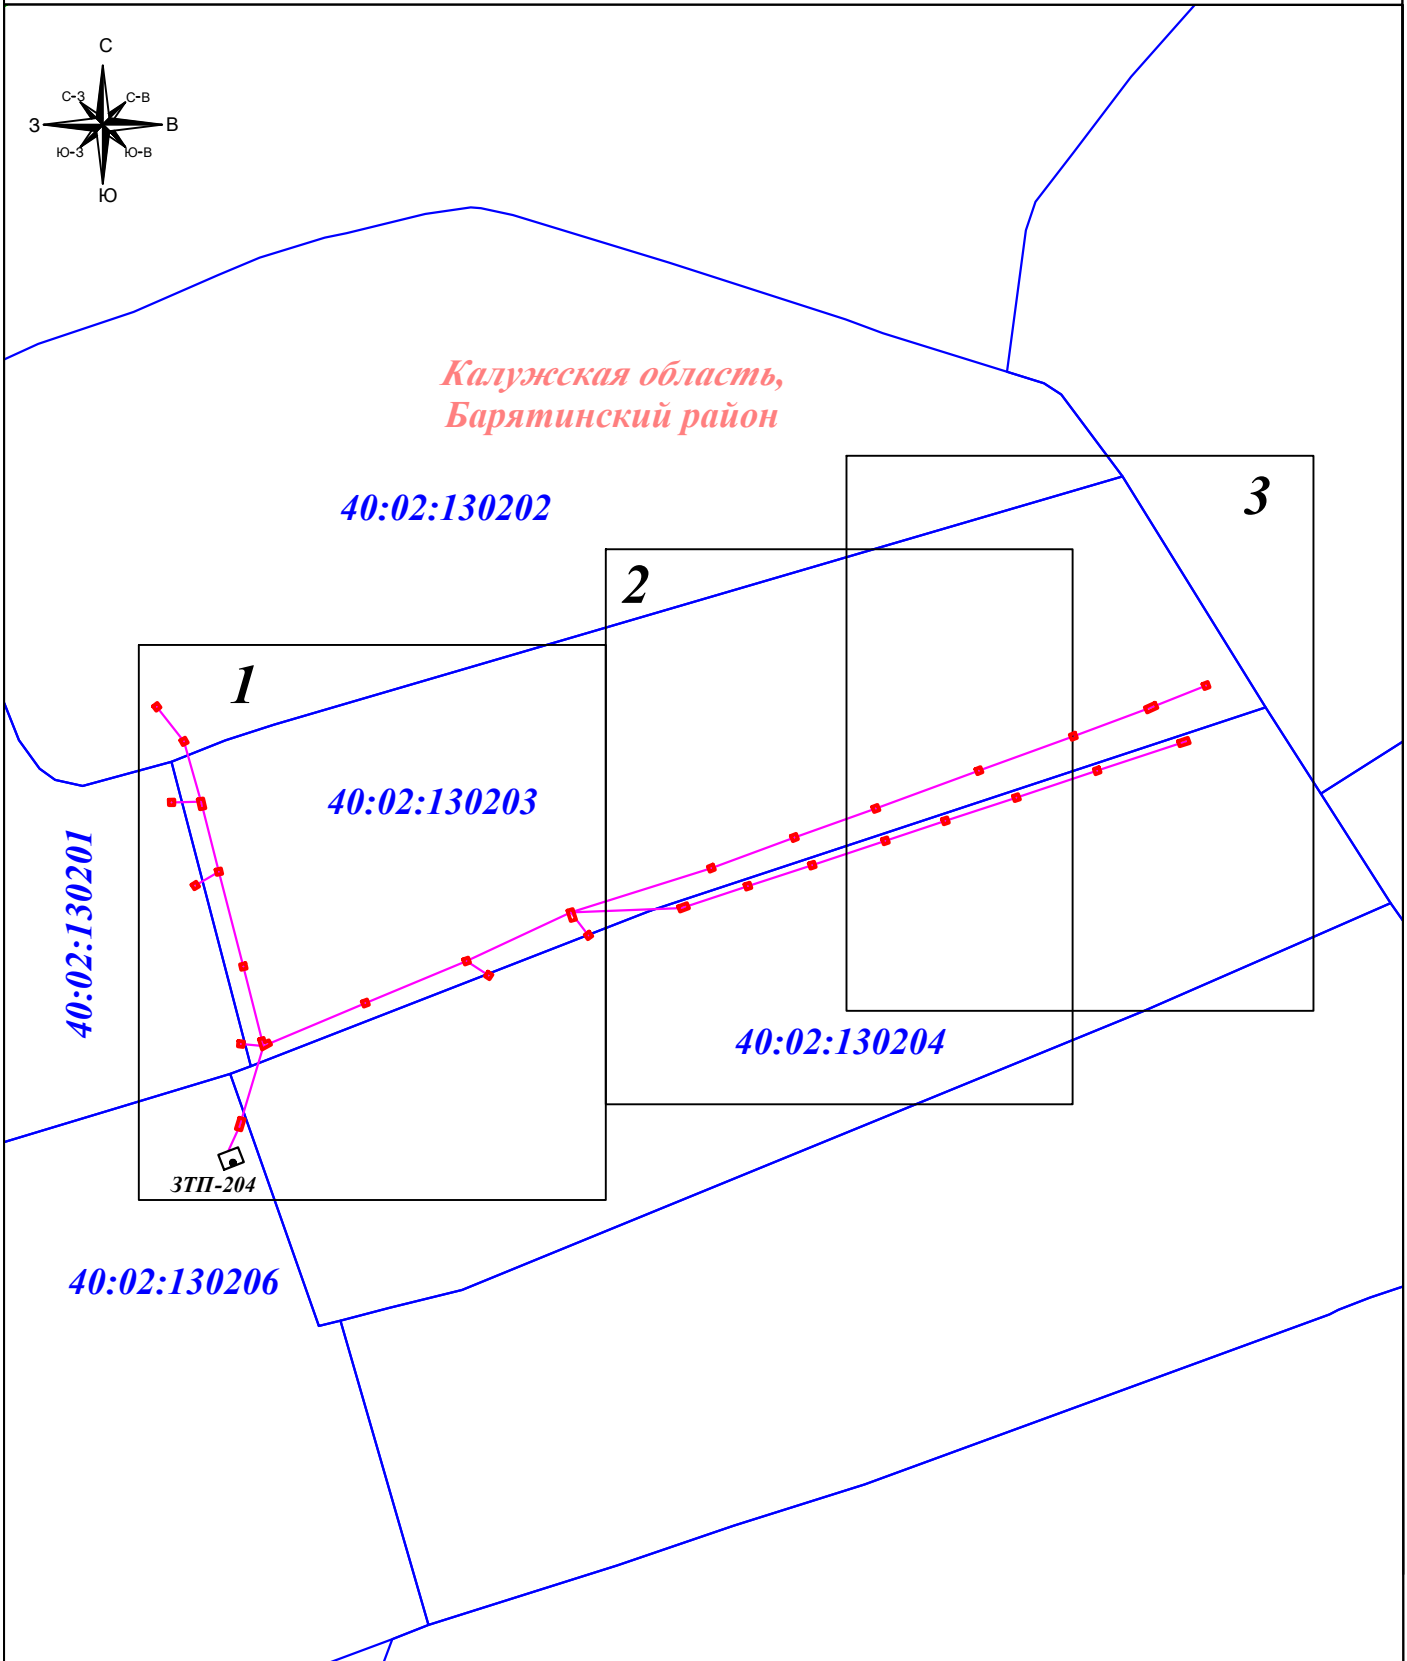 С
С-З
С-В
З
В
Ю-З
Ю-В
Ю
Калужская область,
Барятинский район
40:02:130202
3
2
1
40:02:130203
40:02:130201
40:02:130204
ЗТП-204
40:02:130206